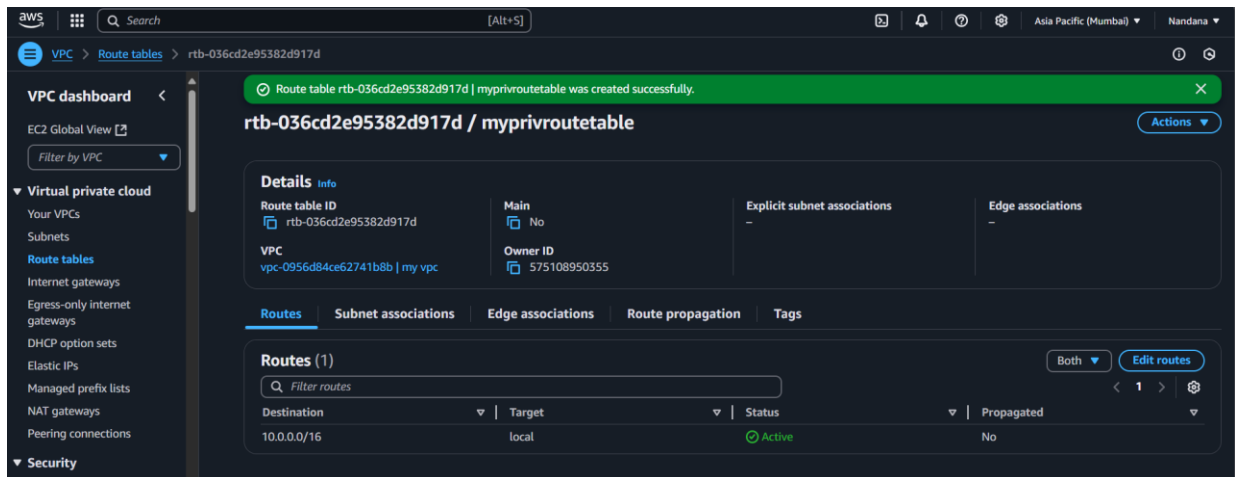 aws
Search [Alt+S] Asia Pacific (Mumbai) ▼ Nandana ▼
VPC > Route tables > rtb-036cd2e95382d917d
VPC dashboard
EC2 Global View
Filter by VPC
Virtual private cloud
Your VPCs
Subnets
Route tables
Internet gateways
Egress-only internet
gateways
DHCP option sets
Elastic IPs
Managed prefix lists
NAT gateways
Peering connections
Security
Route table rtb-036cd2e95382d917d | myprivroutetable was created successfully.
rtb-036cd2e95382d917d / myprivroutetable
Actions
Details Info
Route table ID
rtb-036cd2e95382d917d
Main
No
Explicit subnet associations
–
Edge associations
–
VPC
vpc-0956d84ce62741b8b | my vpc
Owner ID
575108950355
Routes Subnet associations Edge associations Route propagation Tags
Routes (1)
Both Edit routes
Filter routes
1
Destination Target Status Propagated
10.0.0.0/16 local Active No